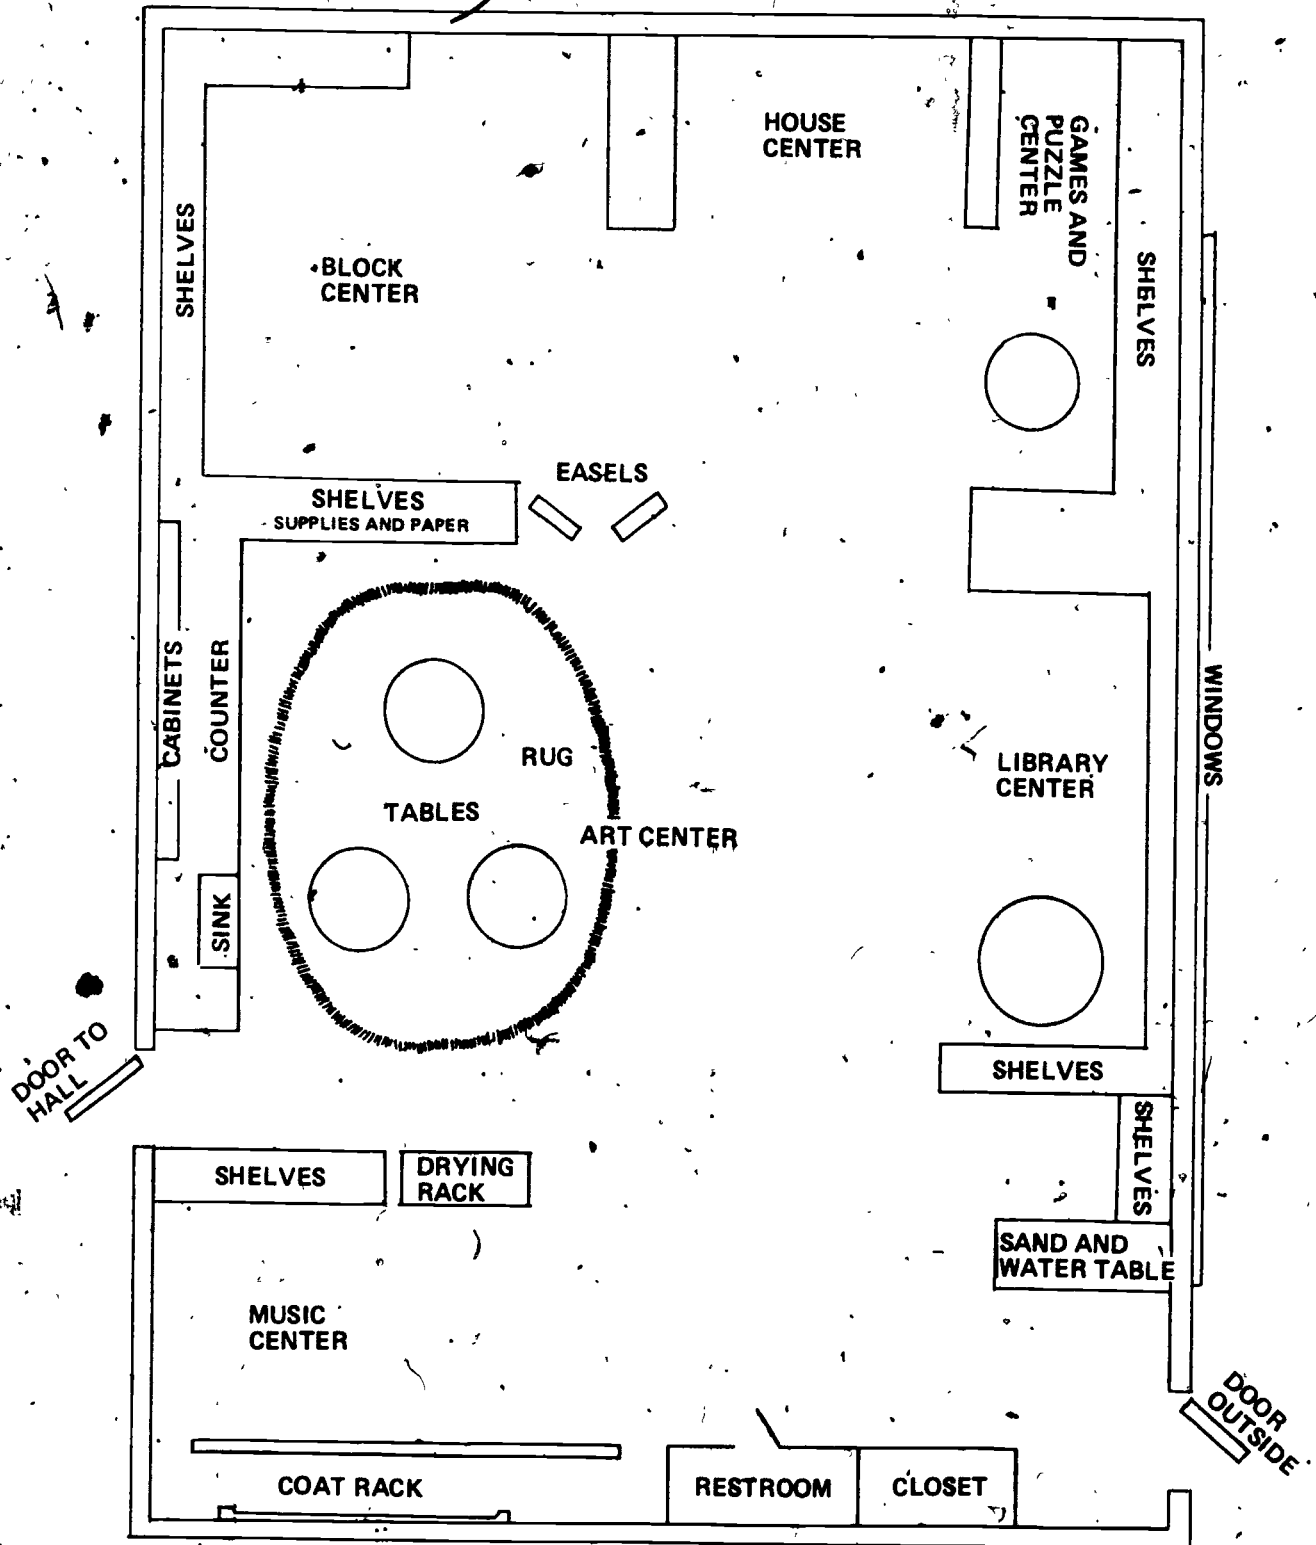 HOUSE
CENTER
GAMES AND
PUZZLE
CENTER
SHELVES
BLOCK
CENTER
SHELVES
EASELS
SHELVES
SUPPLIES AND PAPER
CABINETS
COUNTER
RUG
TABLES
ART CENTER
LIBRARY
CENTER
WINDOWS
SINK
DOOR TO
HALL
SHELVES
SHELVES
SHELVES
DRYING
RACK
SAND AND
WATER TABLE
MUSIC
CENTER
DOOR
OUTSIDE
COAT RACK
RESTROOM
CLOSET